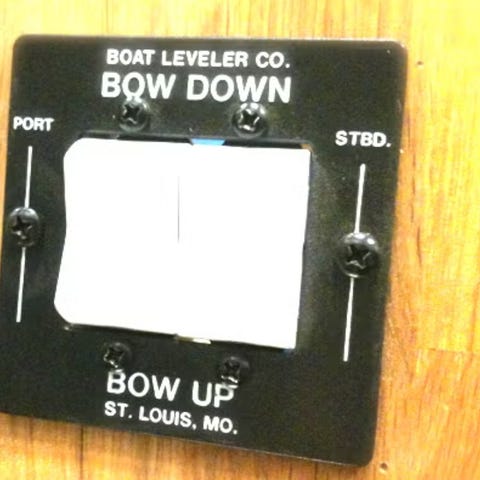 BOAT LEVELER CO.
BOW DOWN
PORT
STBD.
BOW UP
ST. LOUIS, MO.